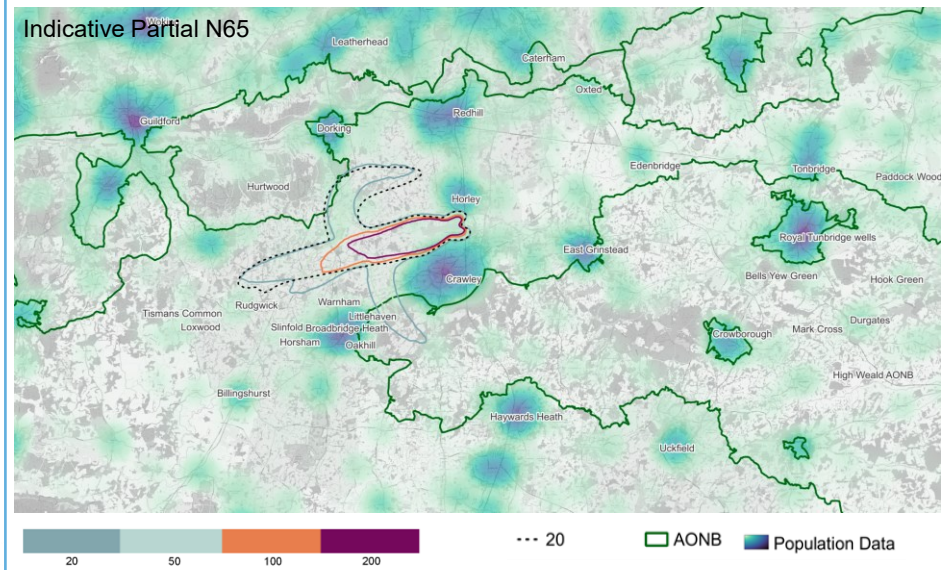 Indicative Partial N65
Woking
Leatherhead
Caterham
Oxted
Guildford
Dorking
Redhill
Edenbridge
Tonbridge
Paddock Wood
Hurtwood
Horley
Royal Tunbridge wells
East Grinstead
Bells Yew Green
Hook Green
Crawley
Rudgwick
Warnham
Tismans Common
Littlehaven
Loxwood
Slinfold
Broadbridge Heath
Durgates
Mark Cross
Crowborough
Horsham
Oakhill
High Weald AONB
Billingshurst
Haywards Heath
Uckfield
20 50 100 200
20
AONB
Population Data